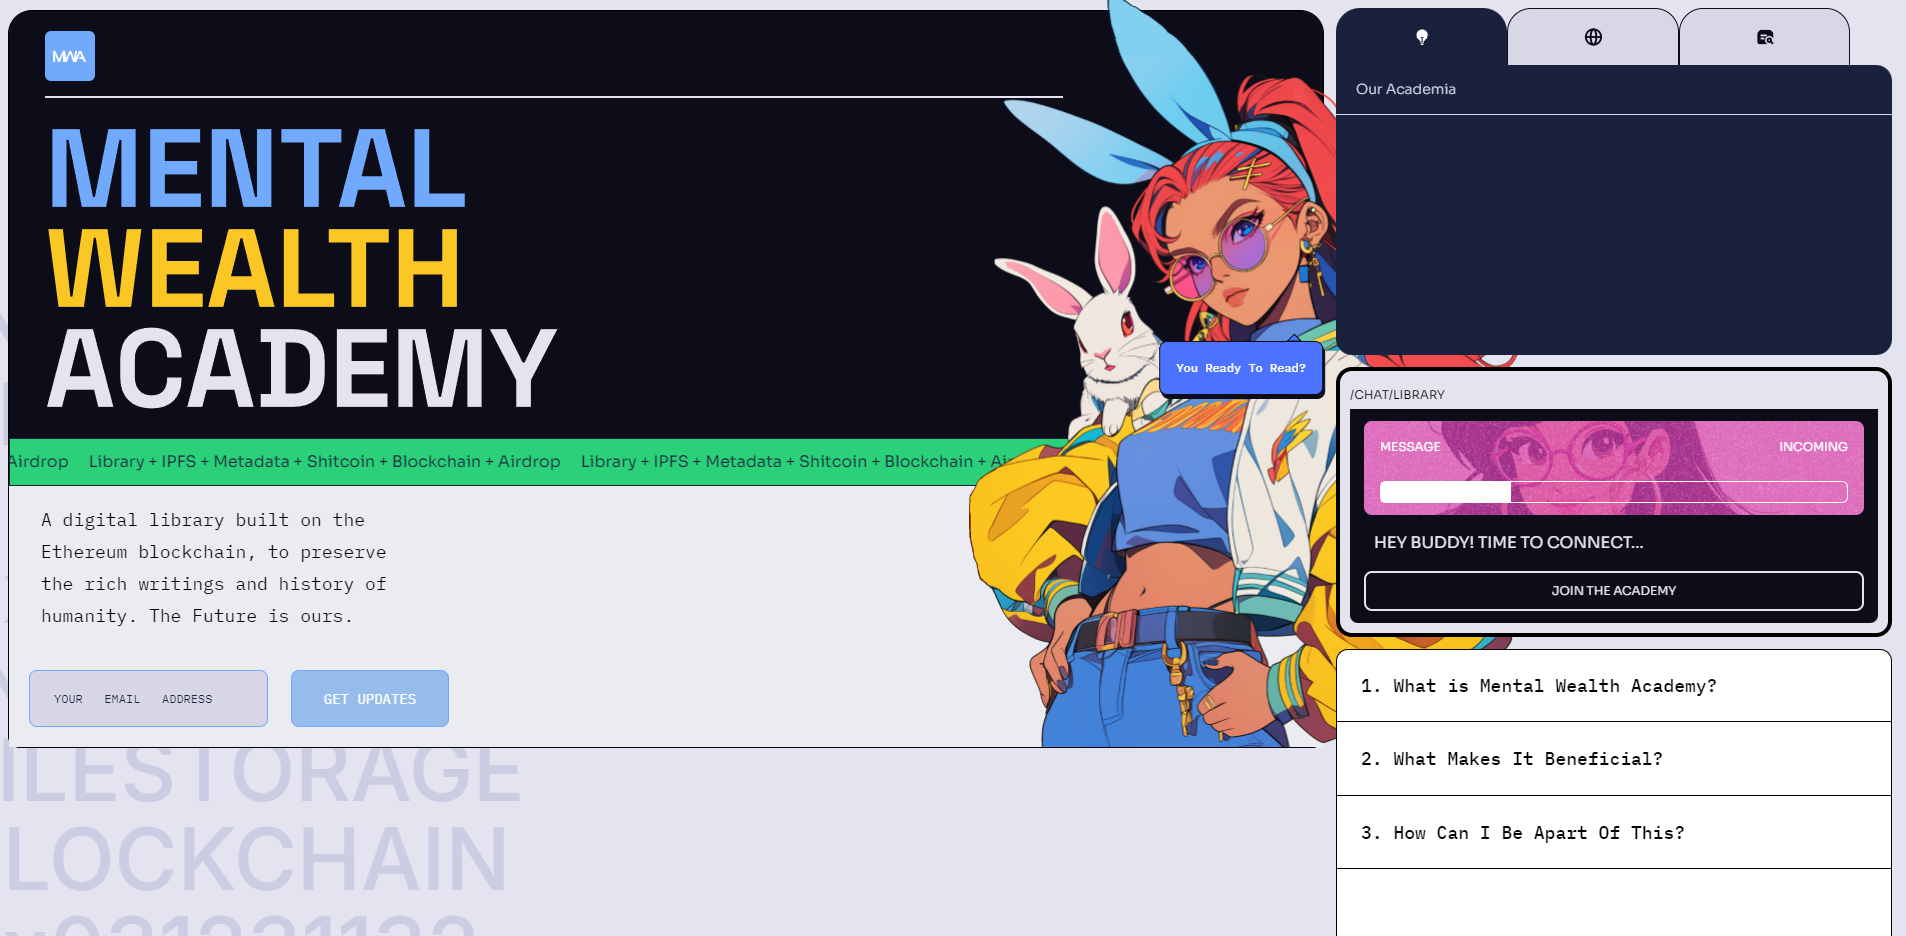 MWA
MENTAL
WEALTH
ACADEMY
Airdrop Library + IPFS + Metadata + Shitcoin + Blockchain + Airdrop Library + IPFS + Metadata + Shitcoin + Blockchain + Air
A digital library built on the
Ethereum blockchain, to preserve
the rich writings and history of
humanity. The Future is ours.
YOUR EMAIL ADDRESS
GET UPDATES
You Ready To Read?
ILESTORAGE
LOCKCHAIN
Our Academia
/CHAT/LIBRARY
MESSAGE
INCOMING
HEY BUDDY! TIME TO CONNECT...
JOIN THE ACADEMY
1. What is Mental Wealth Academy?
2. What Makes It Beneficial?
3. How Can I Be Apart Of This?